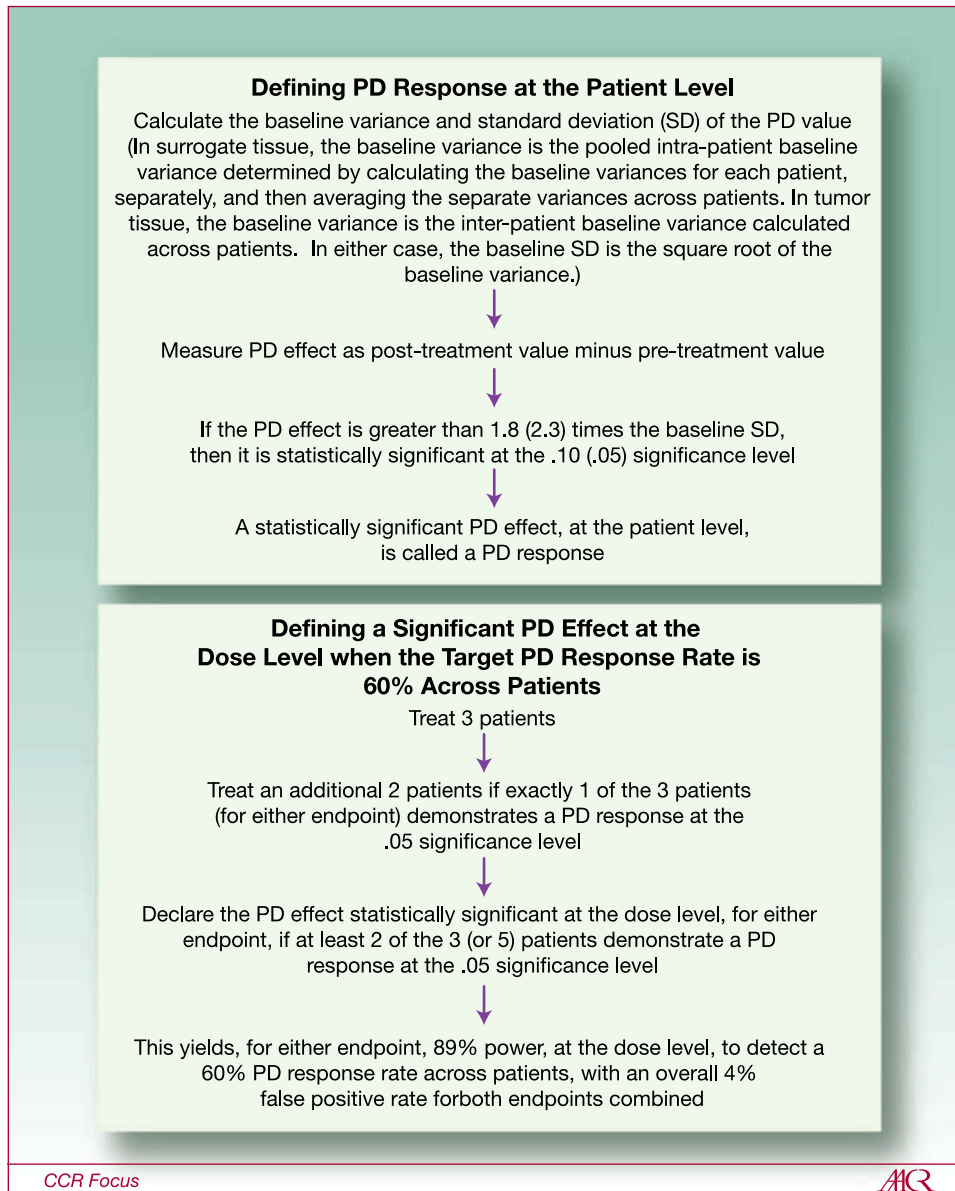 Defining PD Response at the Patient Level
Calculate the baseline variance and standard deviation (SD) of the PD value
(In surrogate tissue, the baseline variance is the pooled intra-patient baseline
variance determined by calculating the baseline variances for each patient,
separately, and then averaging the separate variances across patients. In tumor
tissue, the baseline variance is the inter-patient baseline variance calculated
across patients.  In either case, the baseline SD is the square root of the
baseline variance.)
Measure PD effect as post-treatment value minus pre-treatment value
If the PD effect is greater than 1.8 (2.3) times the baseline SD,
then it is statistically significant at the .10 (.05) significance level
A statistically significant PD effect, at the patient level,
is called a PD response
Defining a Significant PD Effect at the
Dose Level when the Target PD Response Rate is
60% Across Patients
Treat 3 patients
Treat an additional 2 patients if exactly 1 of the 3 patients
(for either endpoint) demonstrates a PD response at the
.05 significance level
Declare the PD effect statistically significant at the dose level, for either
endpoint, if at least 2 of the 3 (or 5) patients demonstrate a PD
response at the .05 significance level
This yields, for either endpoint, 89% power, at the dose level, to detect a
60% PD response rate across patients, with an overall 4%
false positive rate forboth endpoints combined
CCR Focus
AACR